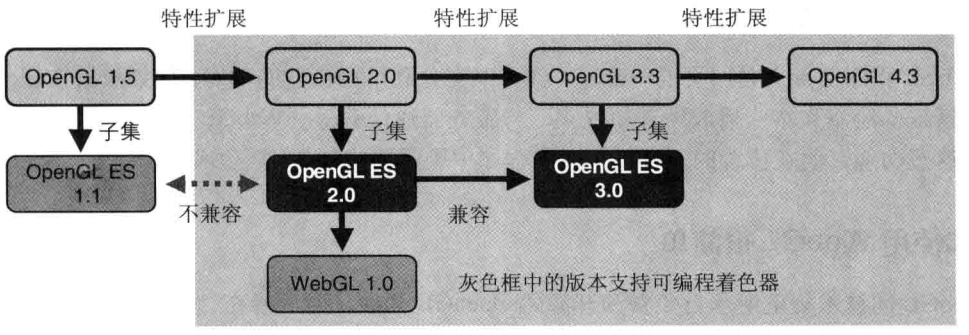 特性扩展
特性扩展
特性扩展
OpenGL 1.5
OpenGL 2.0
OpenGL 3.3
OpenGL 4.3
子集
子集
子集
OpenGL ES
1.1
OpenGL ES
2.0
OpenGL ES
3.0
不兼容
兼容
WebGL 1.0
灰色框中的版本支持可编程着色器